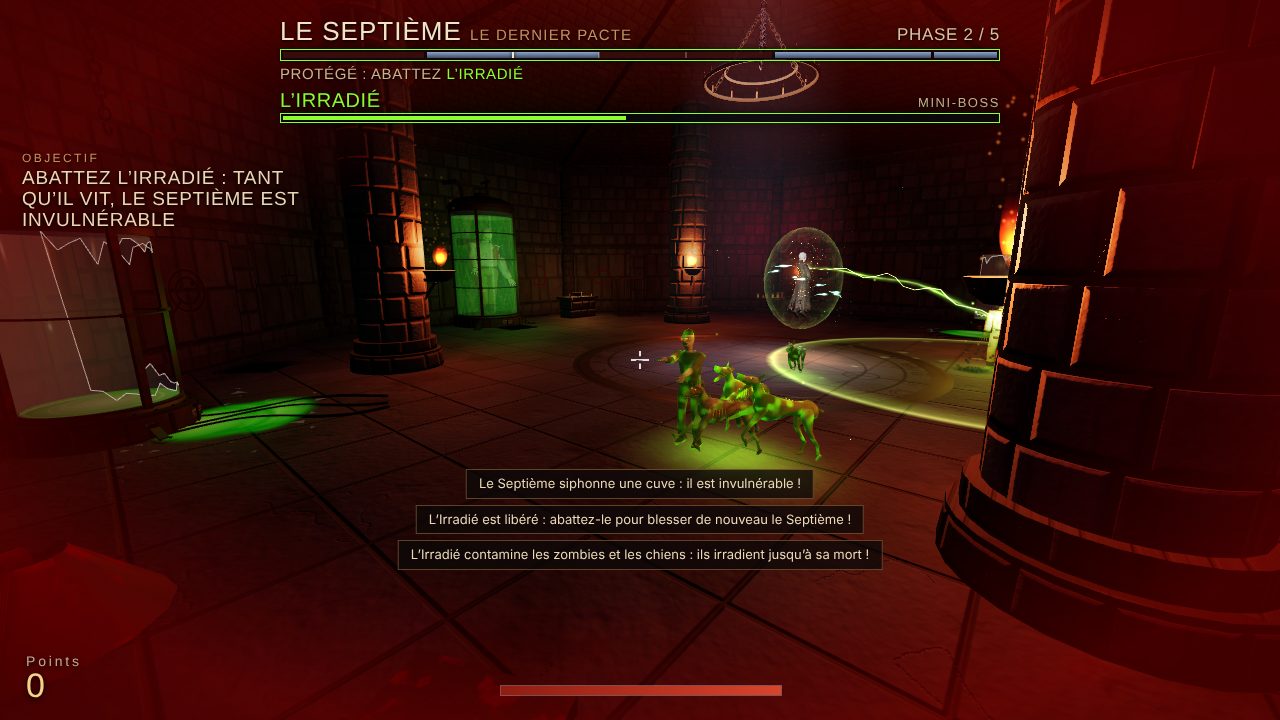 LE SEPTIÈME LE DERNIER PACTE PHASE 2 / 5
PROTÉGÉ : ABATTEZ L’IRRADIÉ
L’IRRADIÉ MINI-BOSS
OBJECTIF
ABATTEZ L’IRRADIÉ : TANT
QU’IL VIT, LE SEPTIÈME EST
INVULNÉRABLE
Le Septième siphonne une cuve : il est invulnérable !
L’Irradié est libéré : abattez-le pour blesser de nouveau le Septième !
L’Irradié contamine les zombies et les chiens : ils irradient jusqu’à sa mort !
Points
0